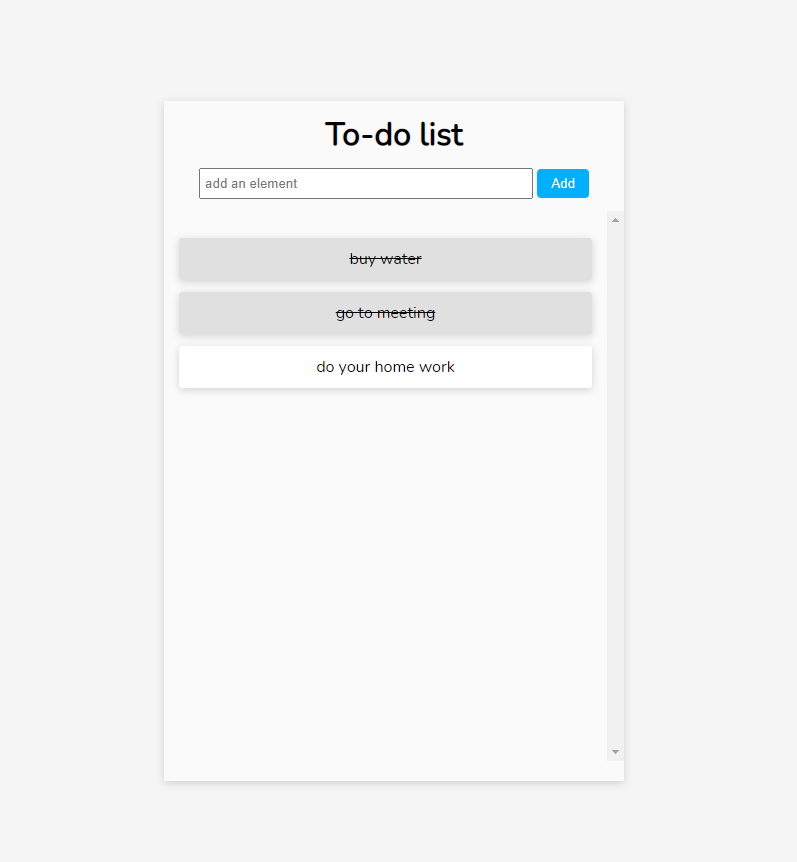 To-do list
add an element
Add
buy water
go to meeting
do your home work